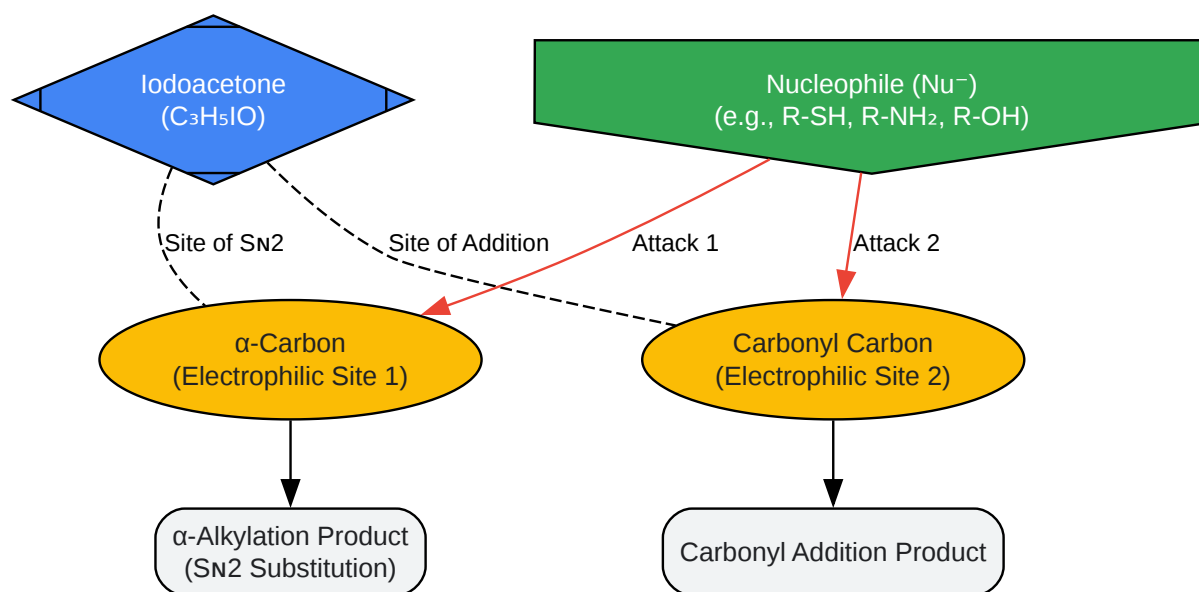 Iodoacetone
(C₃H₅IO)
Nucleophile (Nu⁻)
(e.g., R-SH, R-NH₂, R-OH)
Site of Sɴ2
Site of Addition
Attack 1
Attack 2
α-Carbon
(Electrophilic Site 1)
Carbonyl Carbon
(Electrophilic Site 2)
α-Alkylation Product
(Sɴ2 Substitution)
Carbonyl Addition Product